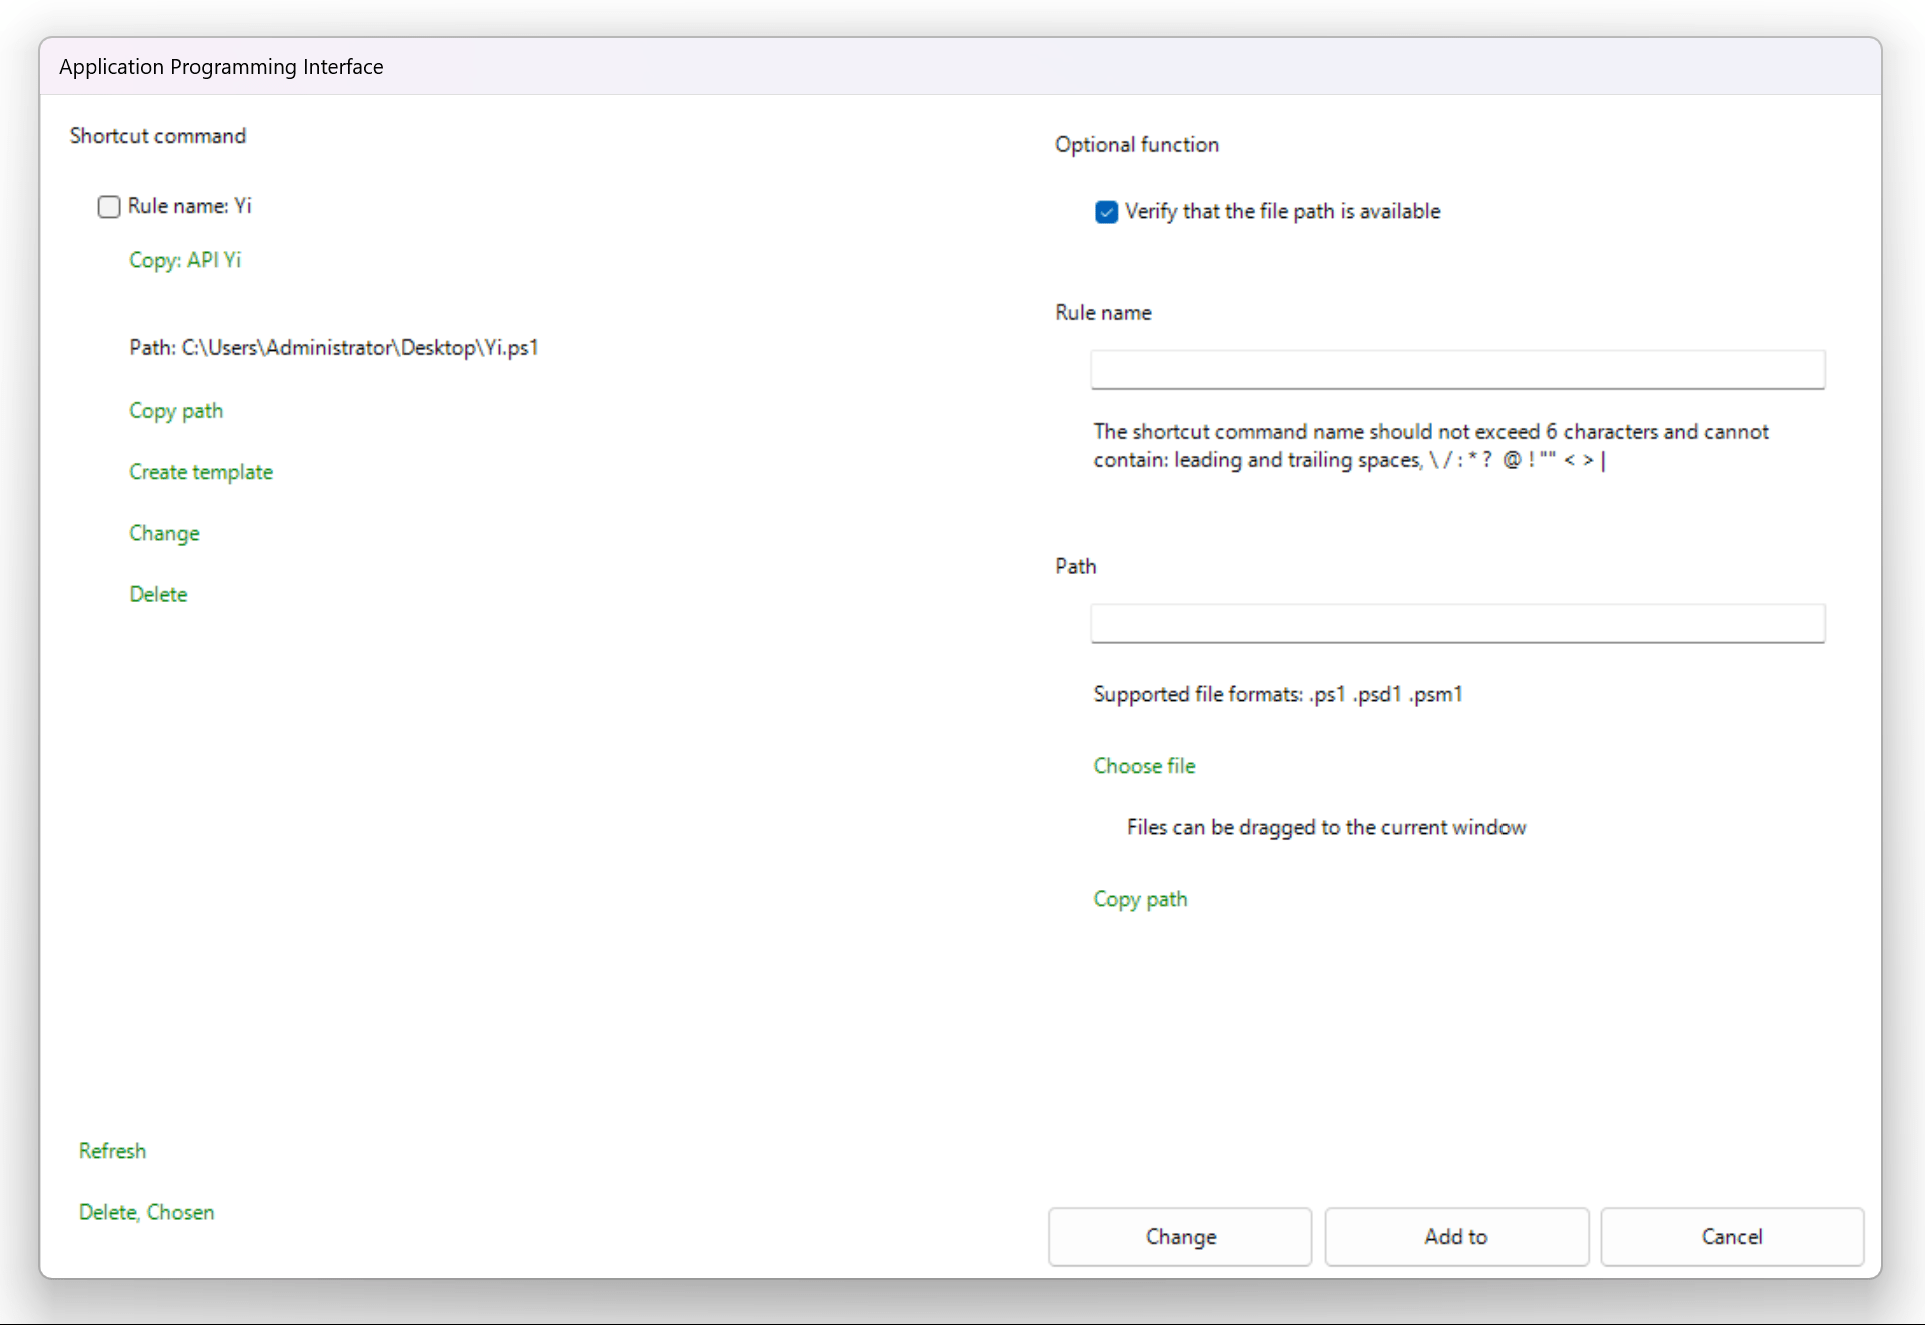 Application Programming Interface
Shortcut command
Rule name: Yi
Copy: API Yi
Path: C:\Users\Administrator\Desktop\Yi.ps1
Copy path
Create template
Change
Delete
Refresh
Delete, Chosen
Optional function
Verify that the file path is available
Rule name
The shortcut command name should not exceed 6 characters and cannot
contain: leading and trailing spaces, \ / : * ?  @ ! "" < > |
Path
Supported file formats: .ps1 .psd1 .psm1
Choose file
Files can be dragged to the current window
Copy path
Change
Add to
Cancel